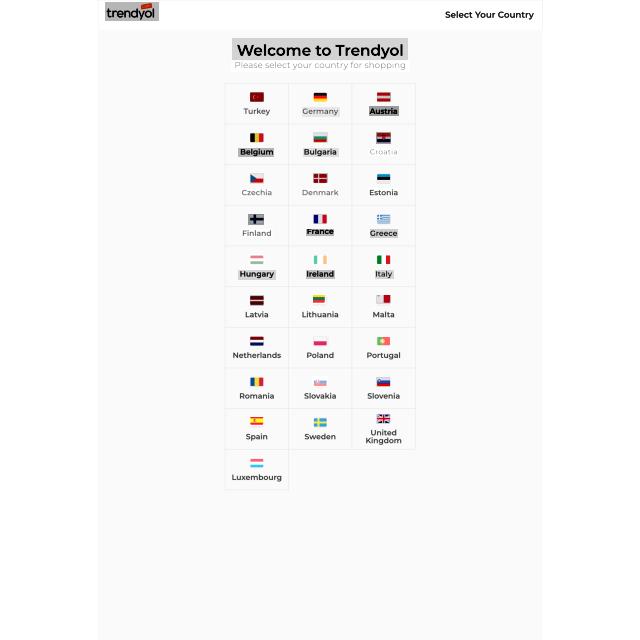 trendyol
Select Your Country
Welcome to Trendyol
Please select your country for shopping
Turkey
Germany
Austria
Belgium
Bulgaria
Croatia
Czechia
Denmark
Estonia
Finland
France
Greece
Hungary
Ireland
Italy
Latvia
Lithuania
Malta
Netherlands
Poland
Portugal
Romania
Slovakia
Slovenia
Spain
Sweden
United
Kingdom
Luxembourg